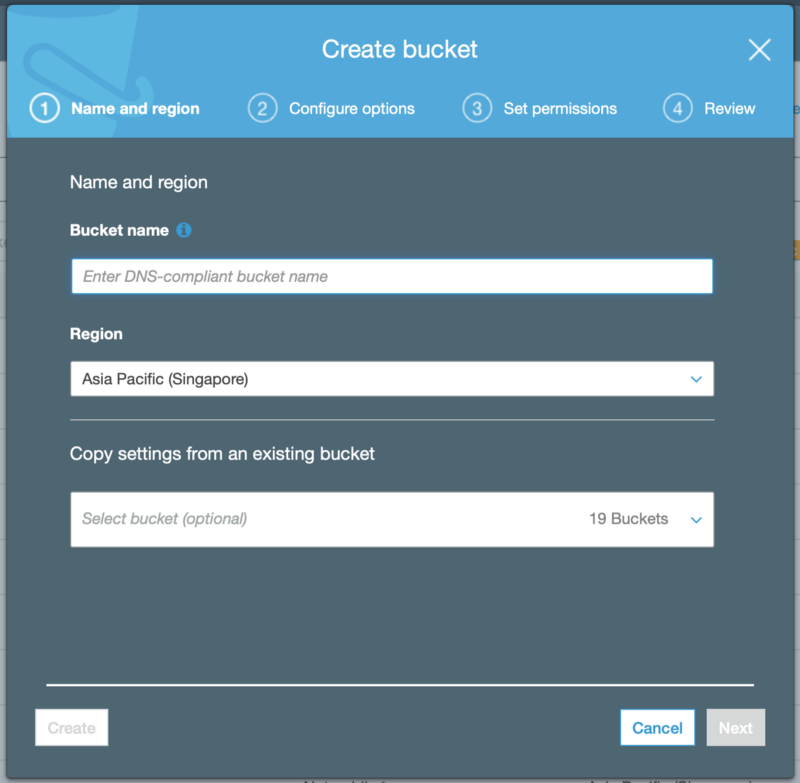 Create bucket
1 Name and region 2 Configure options 3 Set permissions 4 Review
Name and region
Bucket name
Enter DNS-compliant bucket name
Region
Asia Pacific (Singapore)
Copy settings from an existing bucket
Select bucket (optional) 19 Buckets
Create Cancel Next